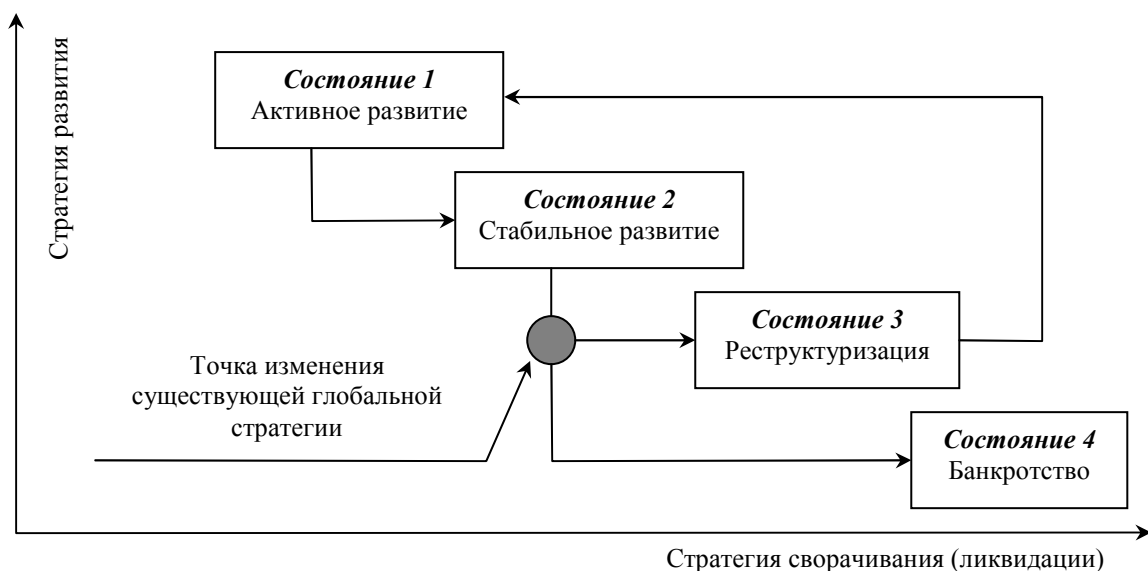 Стратегия развития
Состояние 1
Активное развитие
Состояние 2
Стабильное развитие
Состояние 3
Реструктуризация
Точка изменения
существующей глобальной
стратегии
Состояние 4
Банкротство
Стратегия сворачивания (ликвидации)